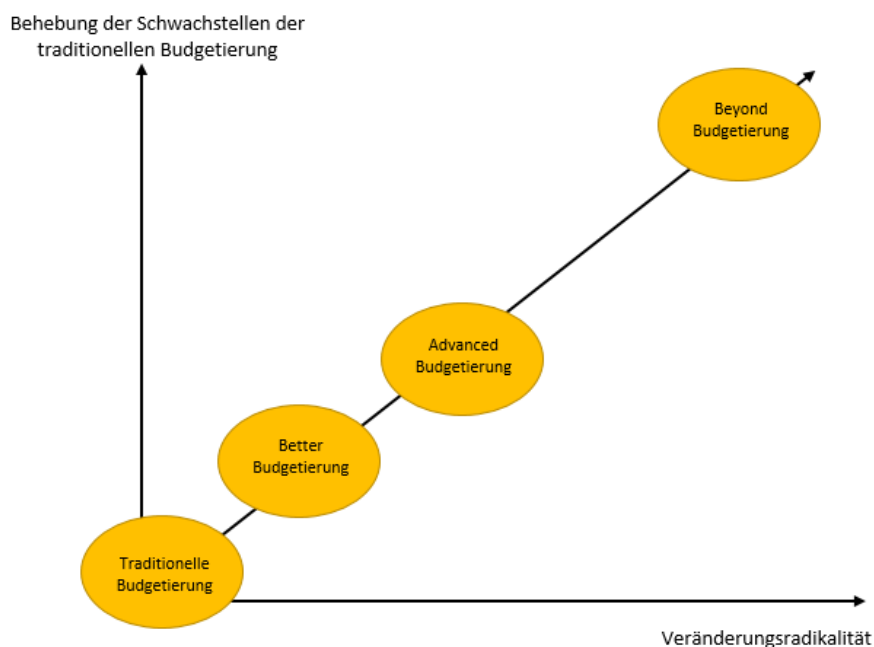 Behebung der Schwachstellen der
traditionellen Budgetierung
Beyond
Budgetierung
Advanced
Budgetierung
Better
Budgetierung
Traditionelle
Budgetierung
Veränderungsradikalität